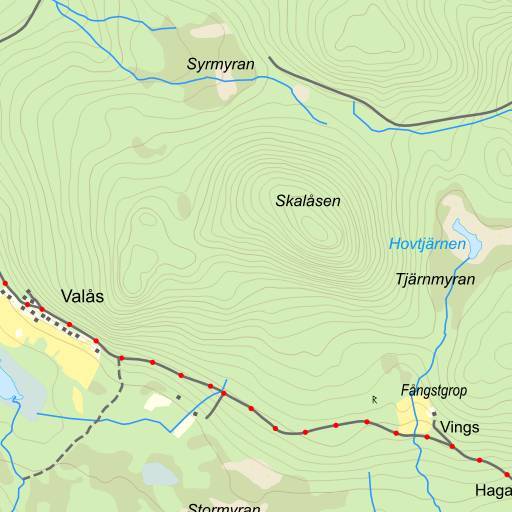 Syrmyran
Skalåsen
Hovtjärnen
Tjärnmyran
Valås
Fångstgrop
R
Vings
Haga
Stormyran